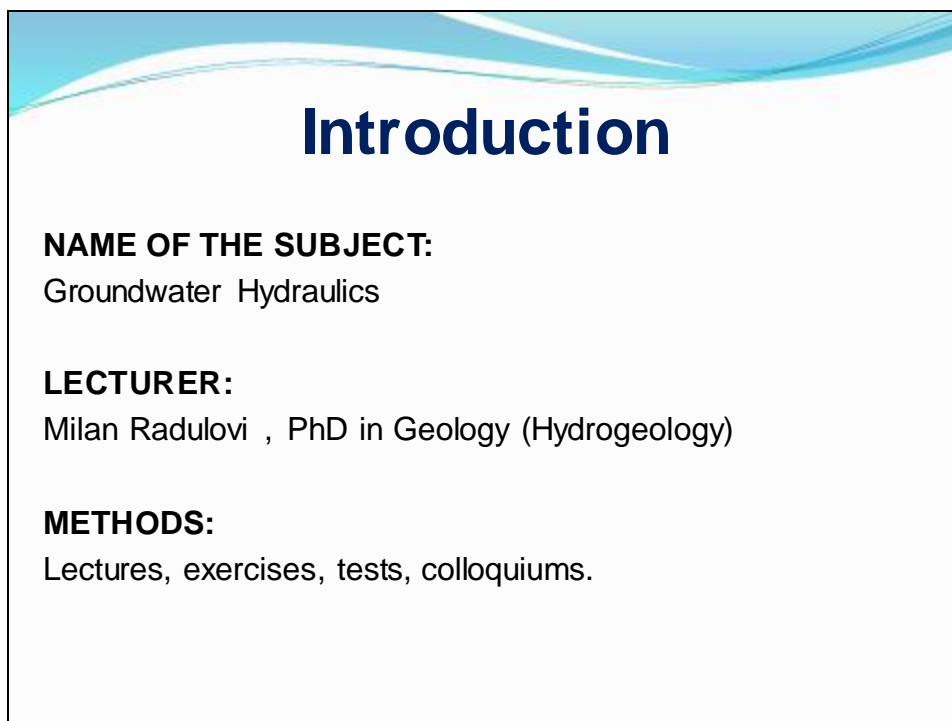 Introduction
NAME OF THE SUBJECT:
Groundwater Hydraulics
LECTURER:
Milan Radulovi , PhD in Geology (Hydrogeology)
METHODS:
Lectures, exercises, tests, colloquiums.